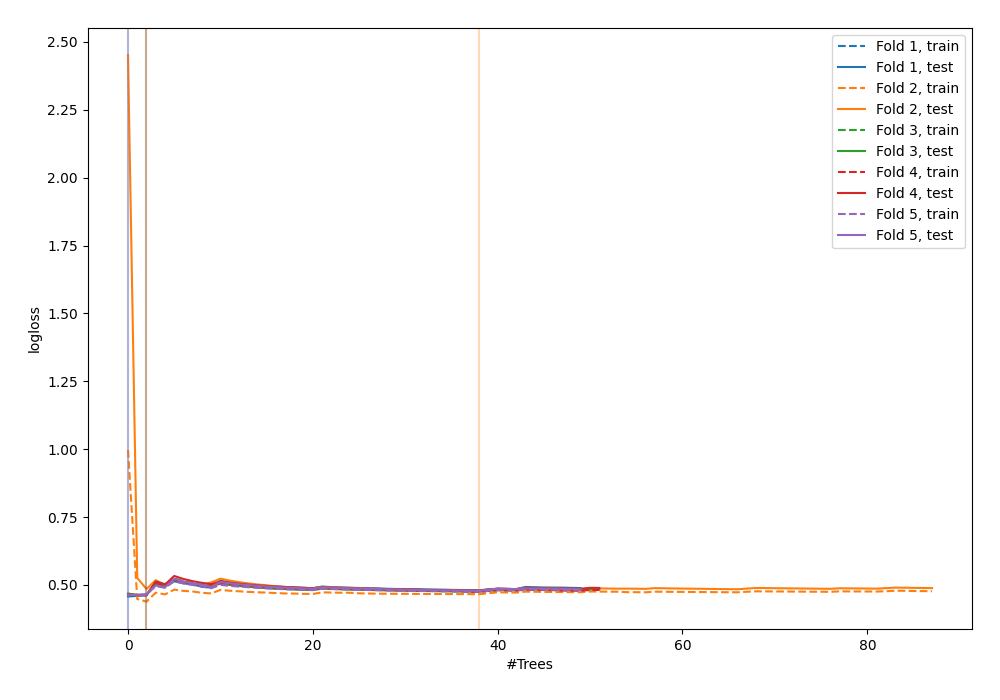 2.50
2.25
2.00
1.75
1.50
1.25
1.00
0.75
0.50
logloss
0
20
40
60
80
#Trees
Fold 1, train
Fold 1, test
Fold 2, train
Fold 2, test
Fold 3, train
Fold 3, test
Fold 4, train
Fold 4, test
Fold 5, train
Fold 5, test